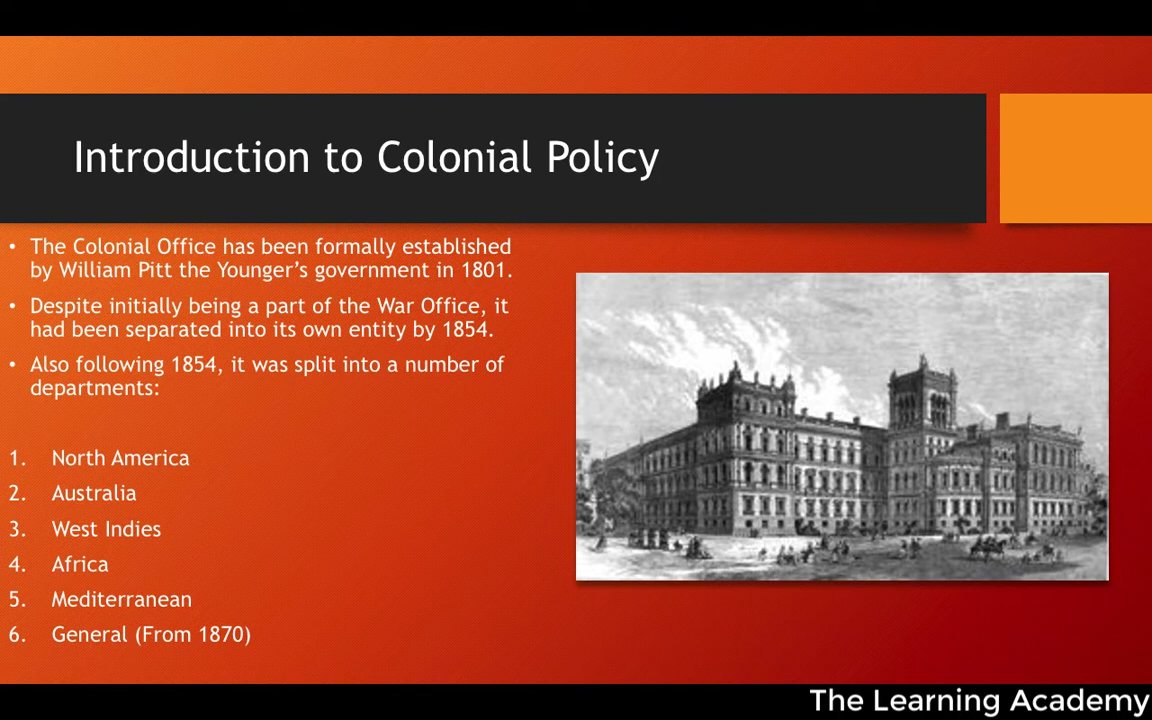 Introduction to Colonial Policy
• The Colonial Office has been formally established
by William Pitt the Younger’s government in 1801.
• Despite initially being a part of the War Office, it
had been separated into its own entity by 1854.
• Also following 1854, it was split into a number of
departments:
1. North America
2. Australia
3. West Indies
4. Africa
5. Mediterranean
6. General (From 1870)
The Learning Academy